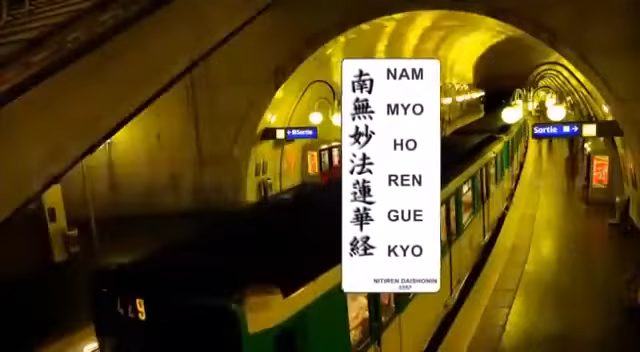 南無妙法蓮華経
NAM
MYO
HO
REN
GUE
KYO
NITIREN DAISHONIN
Sortie
Sortie